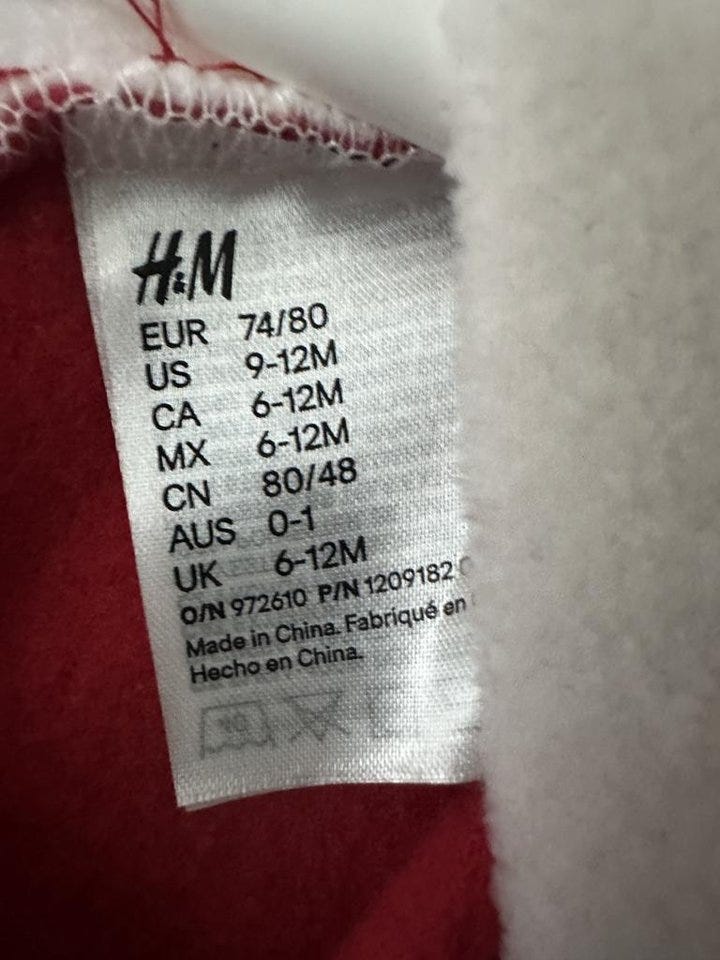 H&M
EUR 74/80
US 9-12M
CA 6-12M
MX 6-12M
CN 80/48
AUS 0-1
UK 6-12M
O/N 972610 P/N 1209182
Made in China. Fabriqué en
Hecho en China.